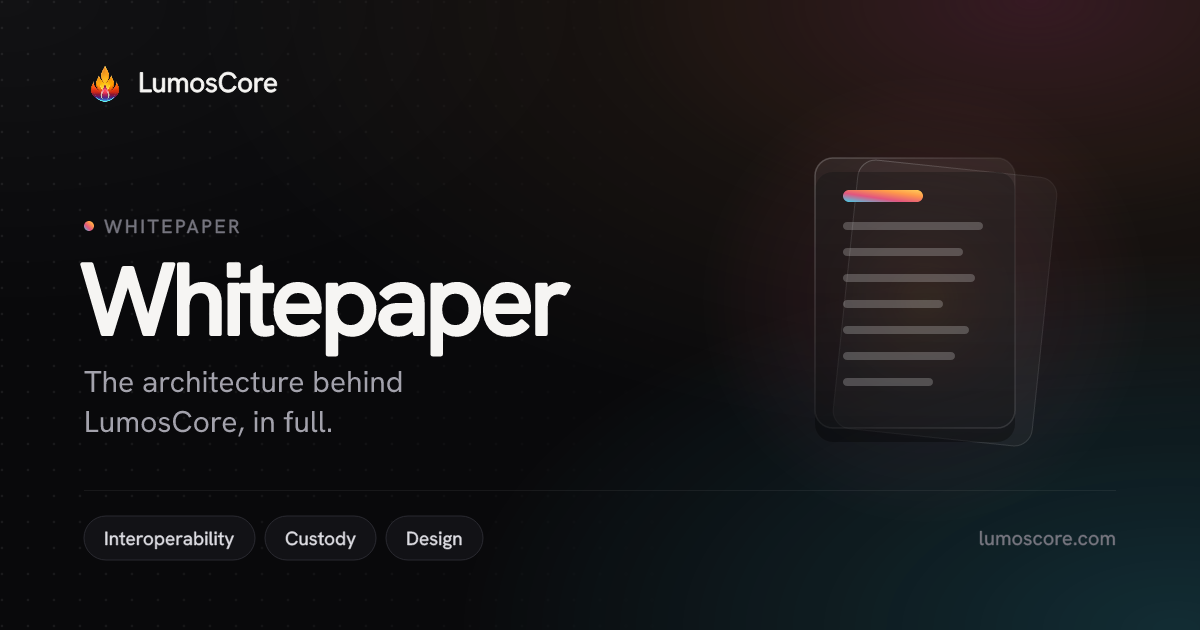 LumosCore
WHITEPAPER
Whitepaper
The architecture behind
LumosCore, in full.
Interoperability
Custody
Design
lumoscore.com